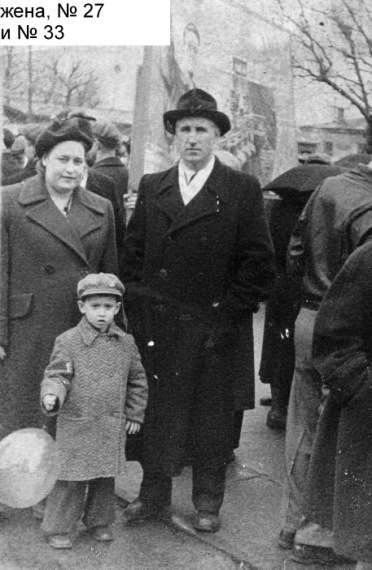 жена, № 27
и № 33